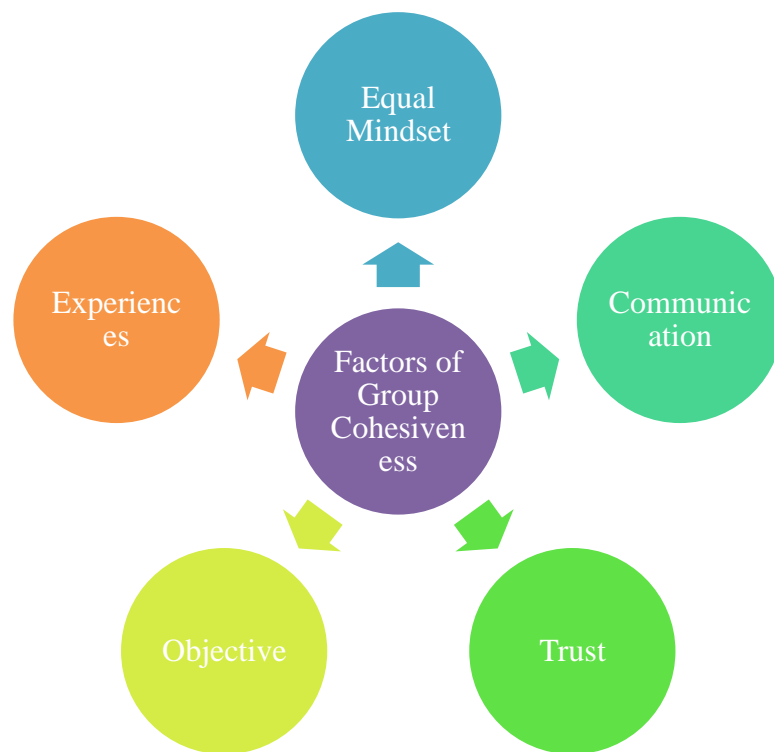 Equal
Mindset
Experienc
es
Communic
ation
Factors of
Group
Cohesiven
ess
Objective
Trust